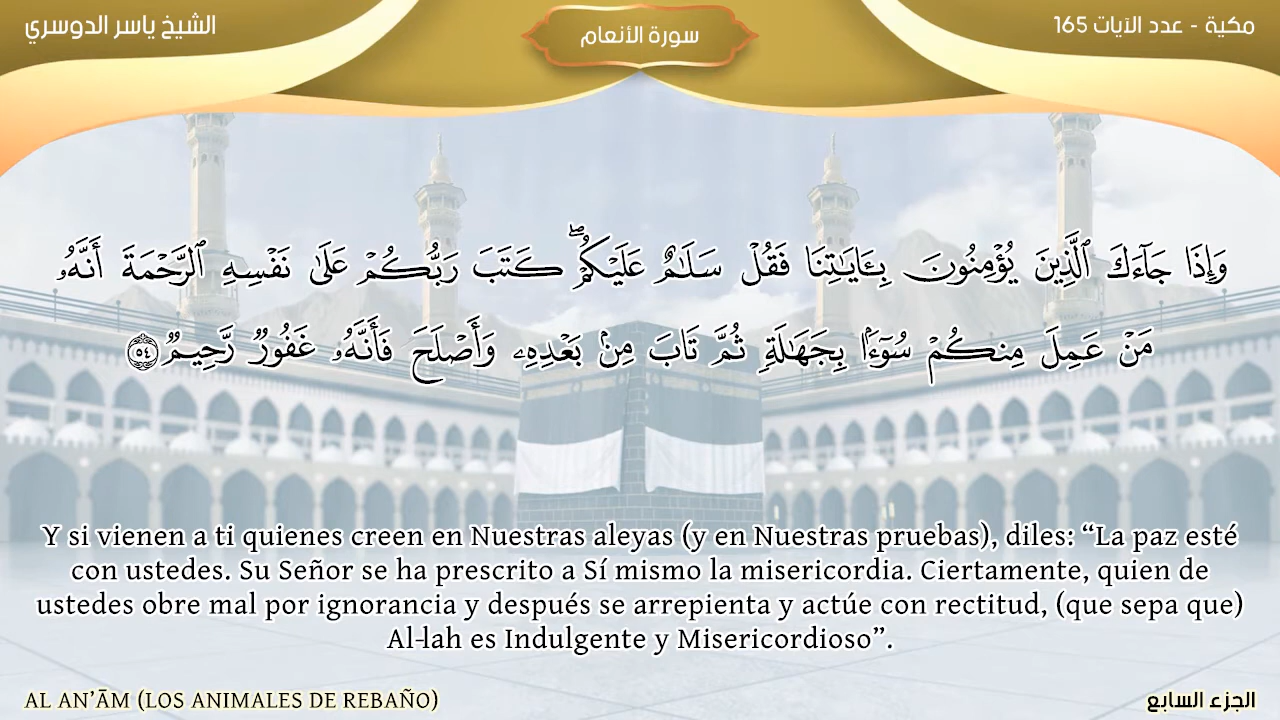 الشيخ ياسر الدوسري
سورة الأنعام
مكية - عدد الآيات 165
وَإِذَا جَآءَكَ ٱلَّذِينَ يُؤْمِنُونَ بِـَٔايَٰتِنَا فَقُلْ سَلَٰمٌ عَلَيْكُمْ ۖ كَتَبَ رَبُّكُمْ عَلَىٰ نَفْسِهِ ٱلرَّحْمَةَ أَنَّهُۥ
مَنْ عَمِلَ مِنكُمْ سُوٓءًۢا بِجَهَٰلَةٍ ثُمَّ تَابَ مِنۢ بَعْدِهِۦ وَأَصْلَحَ فَأَنَّهُۥ غَفُورٌ رَّحِيمٌ ٥٤
Y si vienen a ti quienes creen en Nuestras aleyas (y en Nuestras pruebas), diles: “La paz esté
con ustedes. Su Señor se ha prescrito a Sí mismo la misericordia. Ciertamente, quien de
ustedes obre mal por ignorancia y después se arrepienta y actúe con rectitud, (que sepa que)
Al-lah es Indulgente y Misericordioso”.
AL AN’ĀM (LOS ANIMALES DE REBAÑO)
الجزء السابع